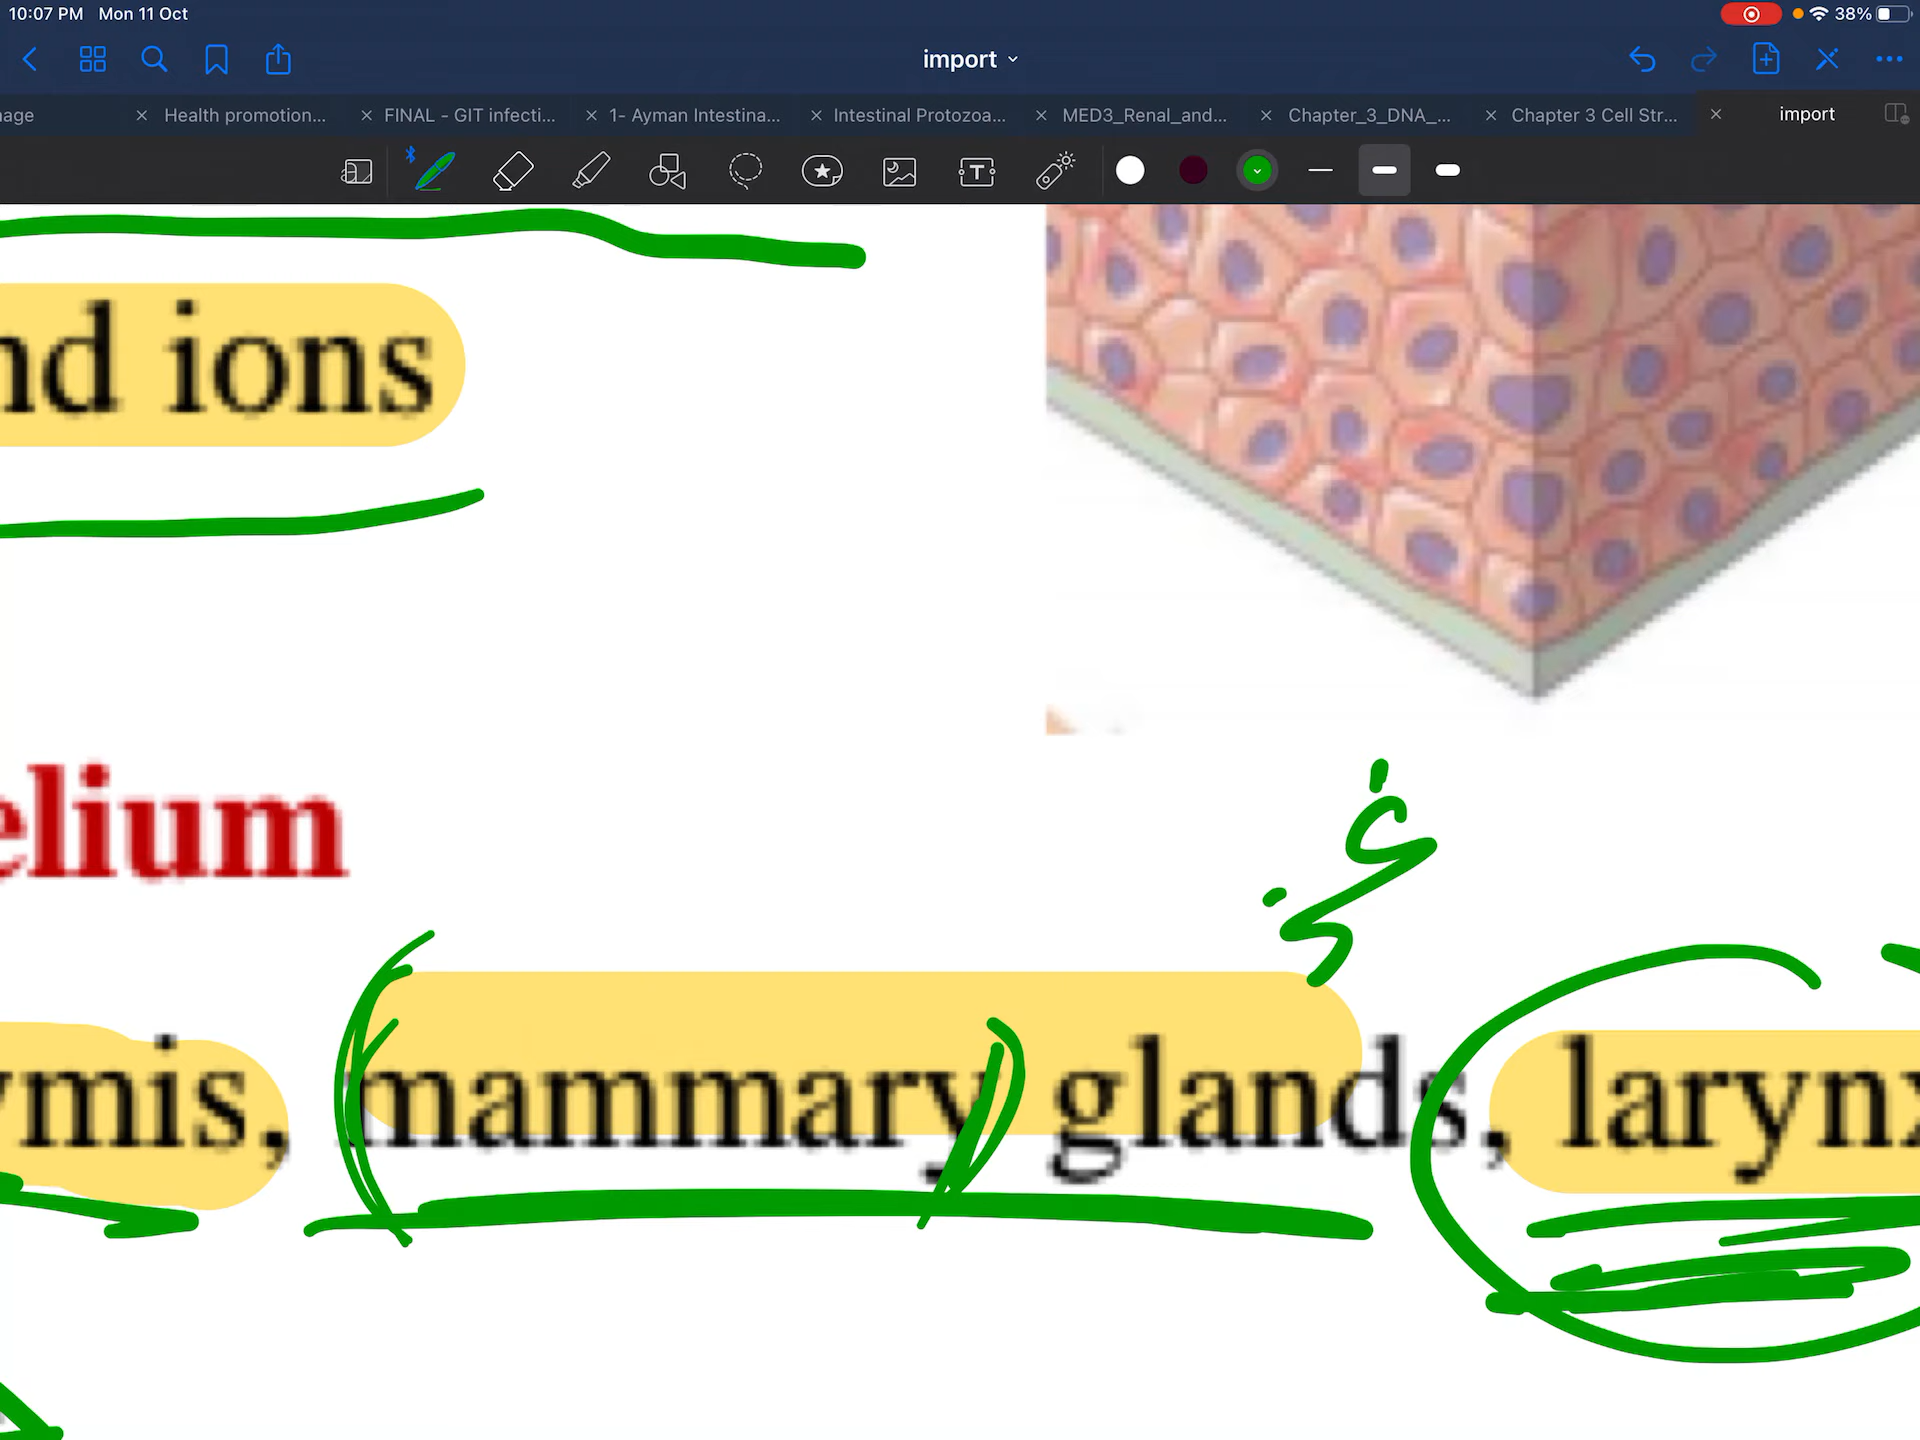 10:07 PM Mon 11 Oct 38%
import
age Health promotion... FINAL - GIT infecti... 1- Ayman Intestina... Intestinal Protozoa... MED3_Renal_and... Chapter_3_DNA_... Chapter 3 Cell Str... import
nd ions
elium
ymis, mammary glands, larynx